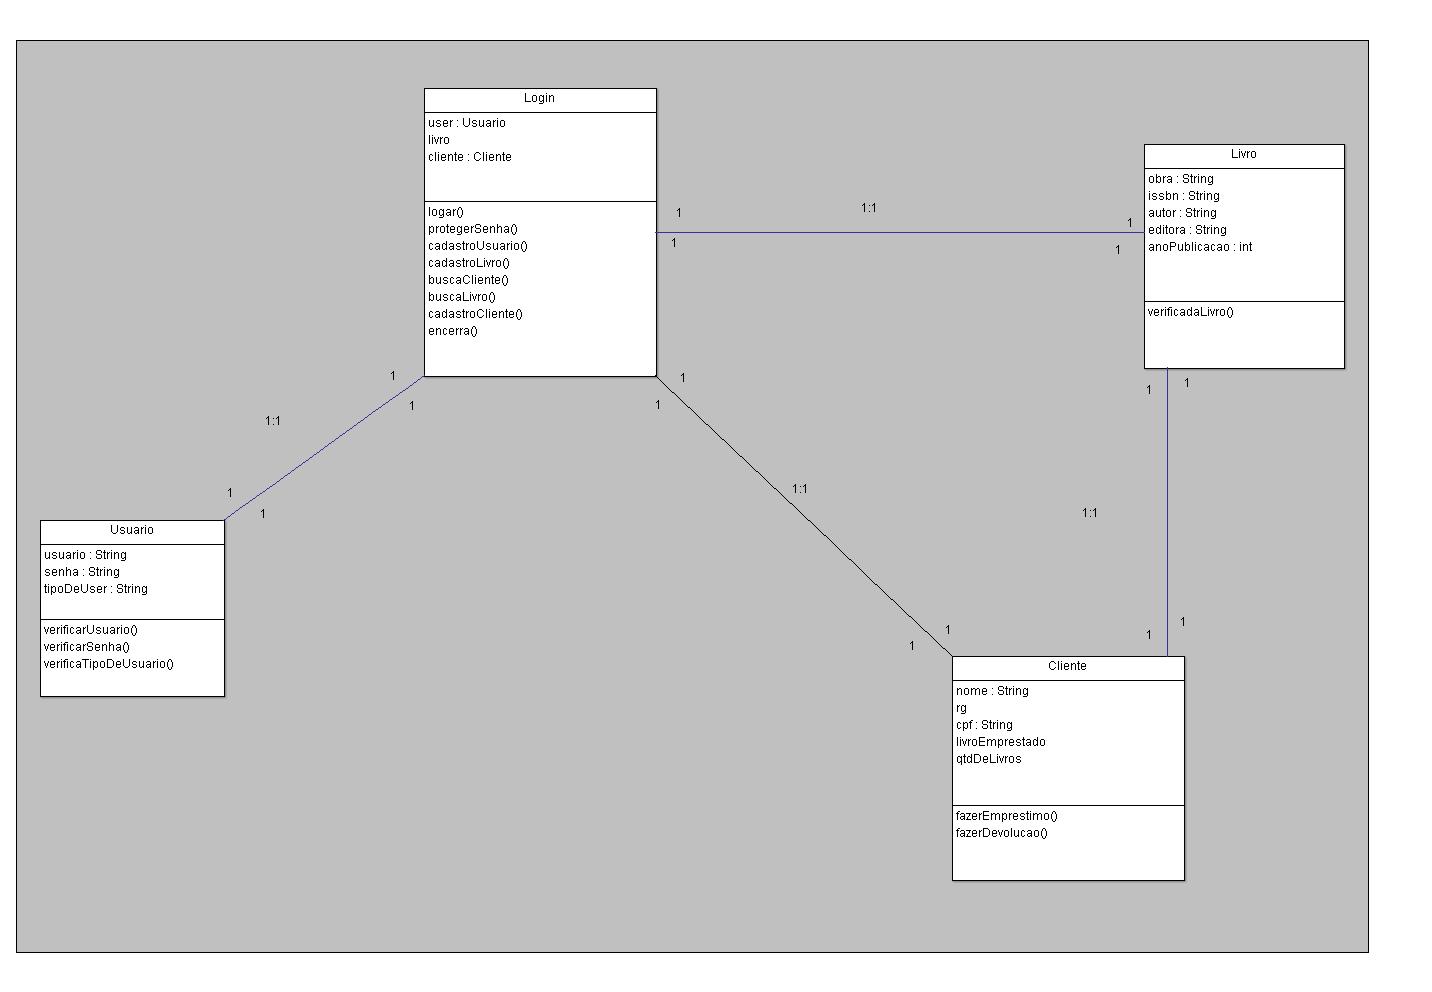 Login
user : Usuario
livro
cliente : Cliente
logar()
protegerSenha()
cadastroUsuario()
cadastroLivro()
buscaCliente()
buscaLivro()
cadastroCliente()
encerra()
1
1
1:1
1
1
Livro
obra : String
issbn : String
autor : String
editora : String
anoPublicacao : int
verificadaLivro()
1
1
1:1
1
1
1
1
1:1
1
1
1
1
1:1
1
1
Usuario
usuario : String
senha : String
tipoDeUser : String
verificarUsuario()
verificarSenha()
verificaTipoDeUsuario()
Cliente
nome : String
rg
cpf : String
livroEmprestado
qtdDeLivros
fazerEmprestimo()
fazerDevolucao()